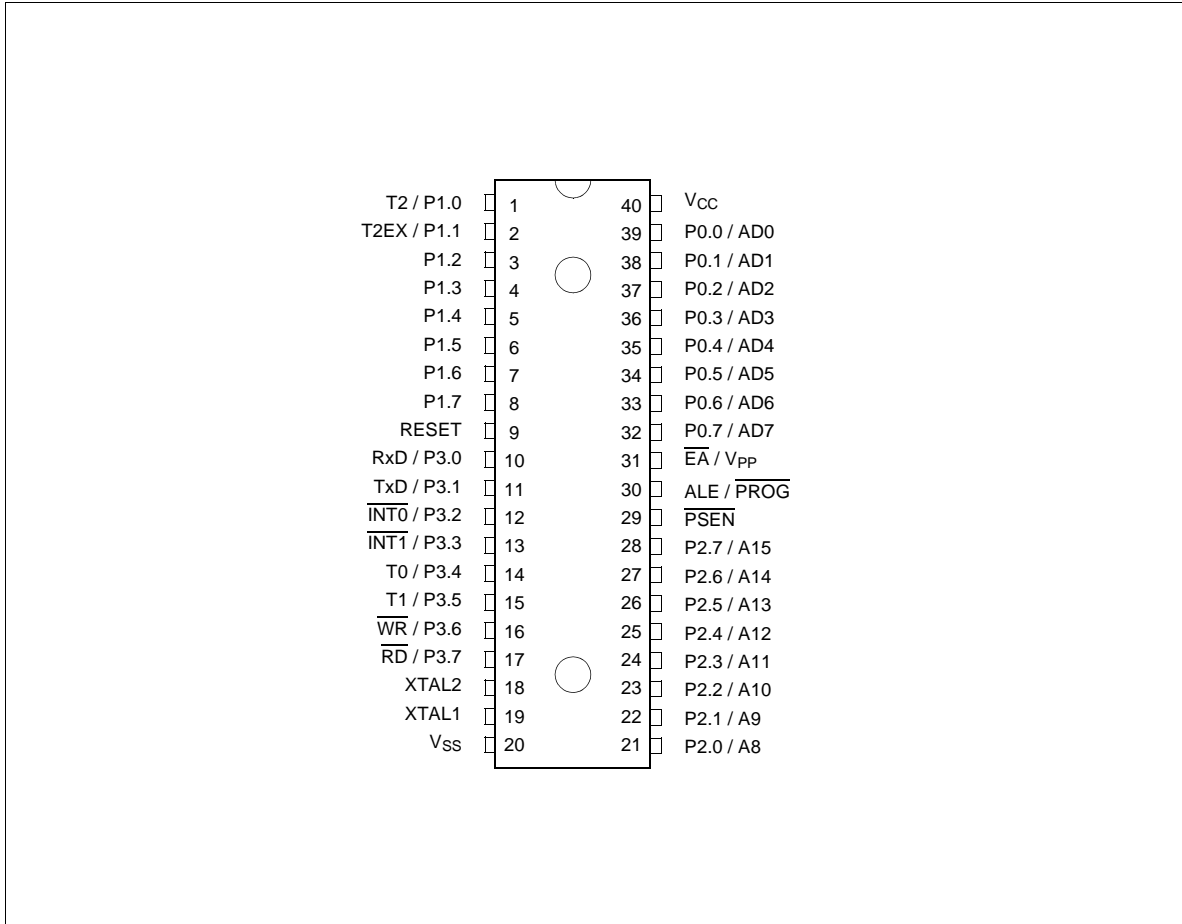 T2 / P1.0 1 40 VCC
T2EX / P1.1 2 39 P0.0 / AD0
P1.2 3 38 P0.1 / AD1
P1.3 4 37 P0.2 / AD2
P1.4 5 36 P0.3 / AD3
P1.5 6 35 P0.4 / AD4
P1.6 7 34 P0.5 / AD5
P1.7 8 33 P0.6 / AD6
RESET 9 32 P0.7 / AD7
RxD / P3.0 10 31 E̅A̅ / VPP
TxD / P3.1 11 30 ALE / P̅R̅O̅G̅
I̅N̅T̅0̅ / P3.2 12 29 P̅S̅E̅N̅
I̅N̅T̅1̅ / P3.3 13 28 P2.7 / A15
T0 / P3.4 14 27 P2.6 / A14
T1 / P3.5 15 26 P2.5 / A13
W̅R̅ / P3.6 16 25 P2.4 / A12
R̅D̅ / P3.7 17 24 P2.3 / A11
XTAL2 18 23 P2.2 / A10
XTAL1 19 22 P2.1 / A9
VSS 20 21 P2.0 / A8